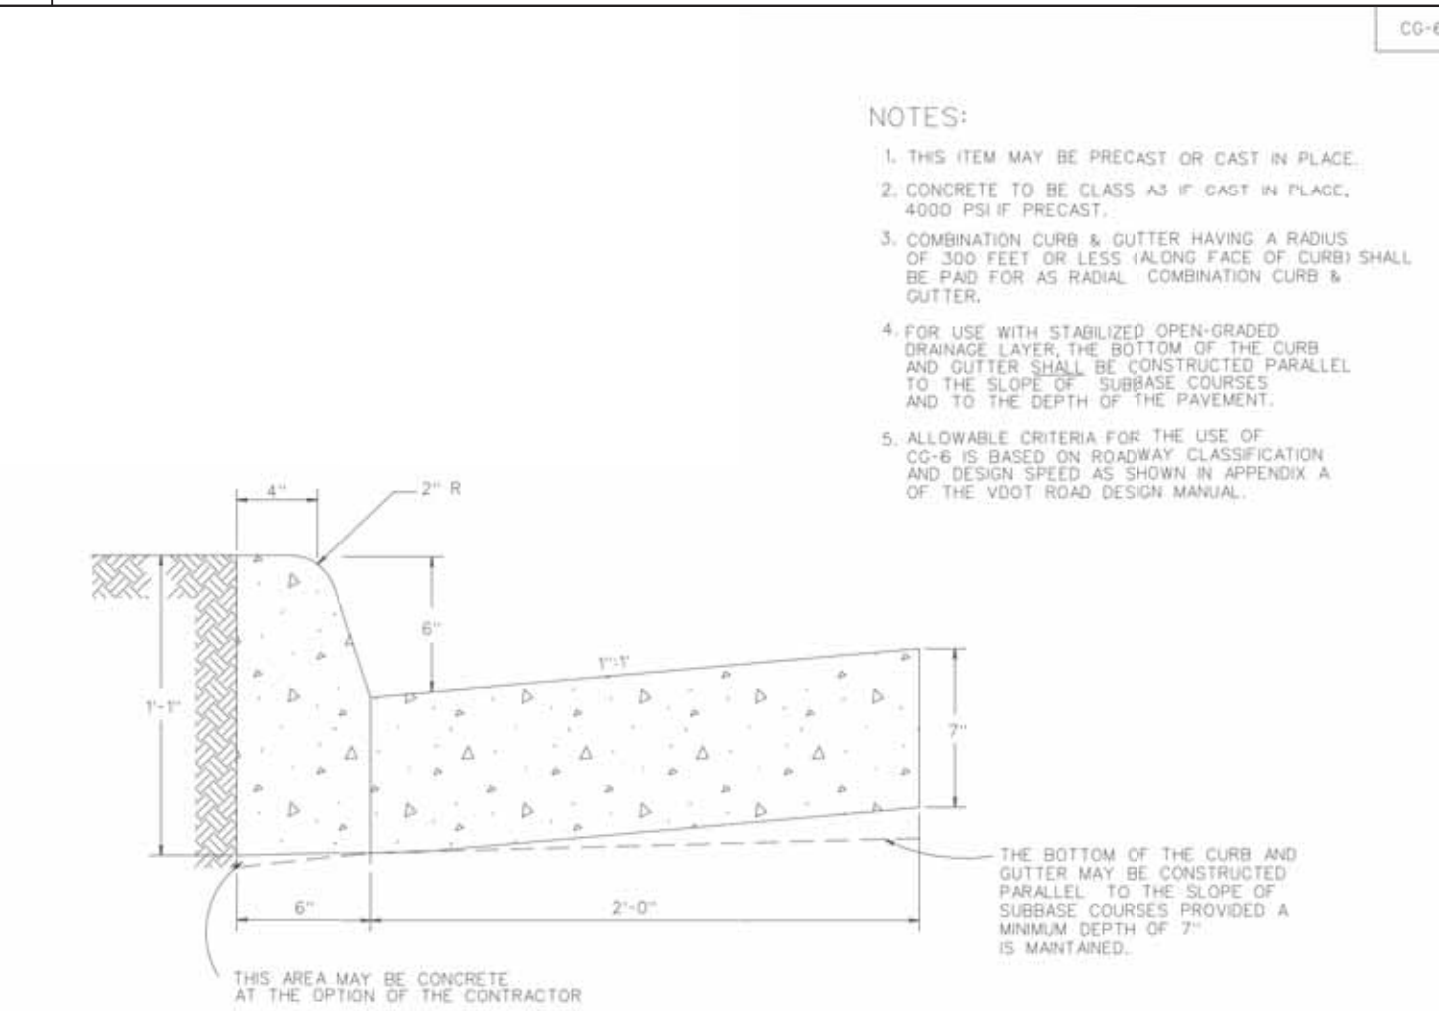 CG-6
NOTES:
1. THIS ITEM MAY BE PRECAST OR CAST IN PLACE.
2. CONCRETE TO BE CLASS A3 IF CAST IN PLACE,
4000 PSI IF PRECAST.
3. COMBINATION CURB & GUTTER HAVING A RADIUS
OF 300 FEET OR LESS (ALONG FACE OF CURB) SHALL
BE PAID FOR AS RADIAL COMBINATION CURB &
GUTTER.
4. FOR USE WITH STABILIZED OPEN-GRADED
DRAINAGE LAYER, THE BOTTOM OF THE CURB
AND GUTTER SHALL BE CONSTRUCTED PARALLEL
TO THE SLOPE OF SUBBASE COURSES
AND TO THE DEPTH OF THE PAVEMENT.
5. ALLOWABLE CRITERIA FOR THE USE OF
CG-6 IS BASED ON ROADWAY CLASSIFICATION
AND DESIGN SPEED AS SHOWN IN APPENDIX A
OF THE VDOT ROAD DESIGN MANUAL.
4"
2" R
6"
1":1'
1'-1"
7"
THE BOTTOM OF THE CURB AND
GUTTER MAY BE CONSTRUCTED
PARALLEL TO THE SLOPE OF
SUBBASE COURSES PROVIDED A
MINIMUM DEPTH OF 7"
IS MAINTAINED.
6"
2'-0"
THIS AREA MAY BE CONCRETE
AT THE OPTION OF THE CONTRACTOR